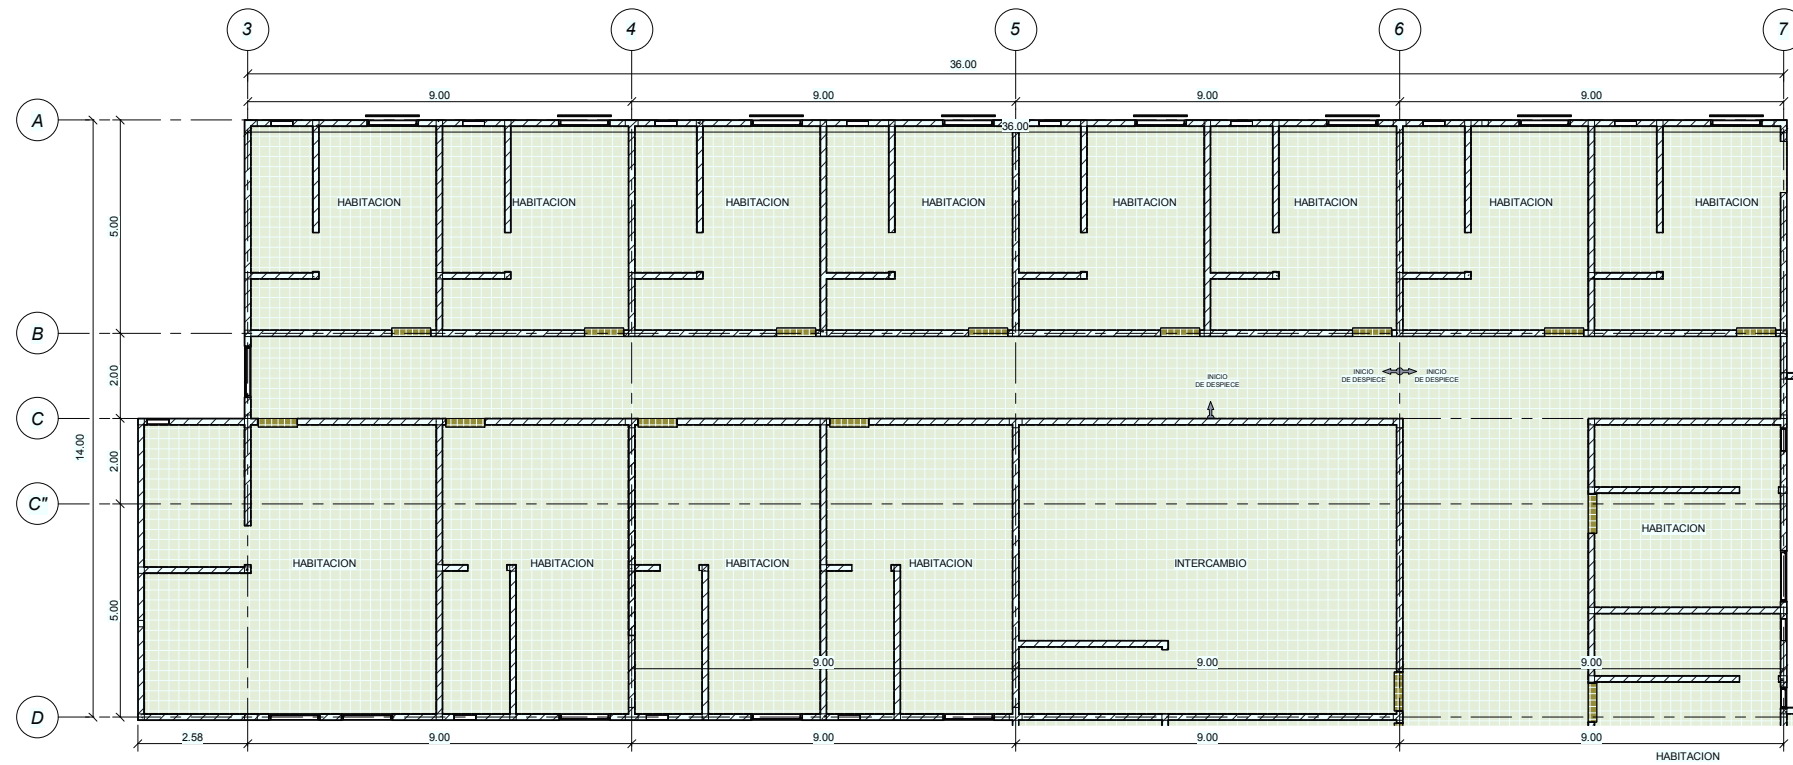 3 4 5 6 7
36.00
9.00 9.00 9.00 9.00
A
36.00
HABITACION HABITACION HABITACION HABITACION HABITACION HABITACION HABITACION HABITACION
5.00
B
2.00
INICIO
DE DESPIECE
INICIO
DE DESPIECE
INICIO
DE DESPIECE
C
14.00
2.00
C"
HABITACION
HABITACION HABITACION HABITACION HABITACION INTERCAMBIO
5.00
9.00 9.00 9.00
D
2.58 9.00 9.00 9.00 9.00
HABITACION